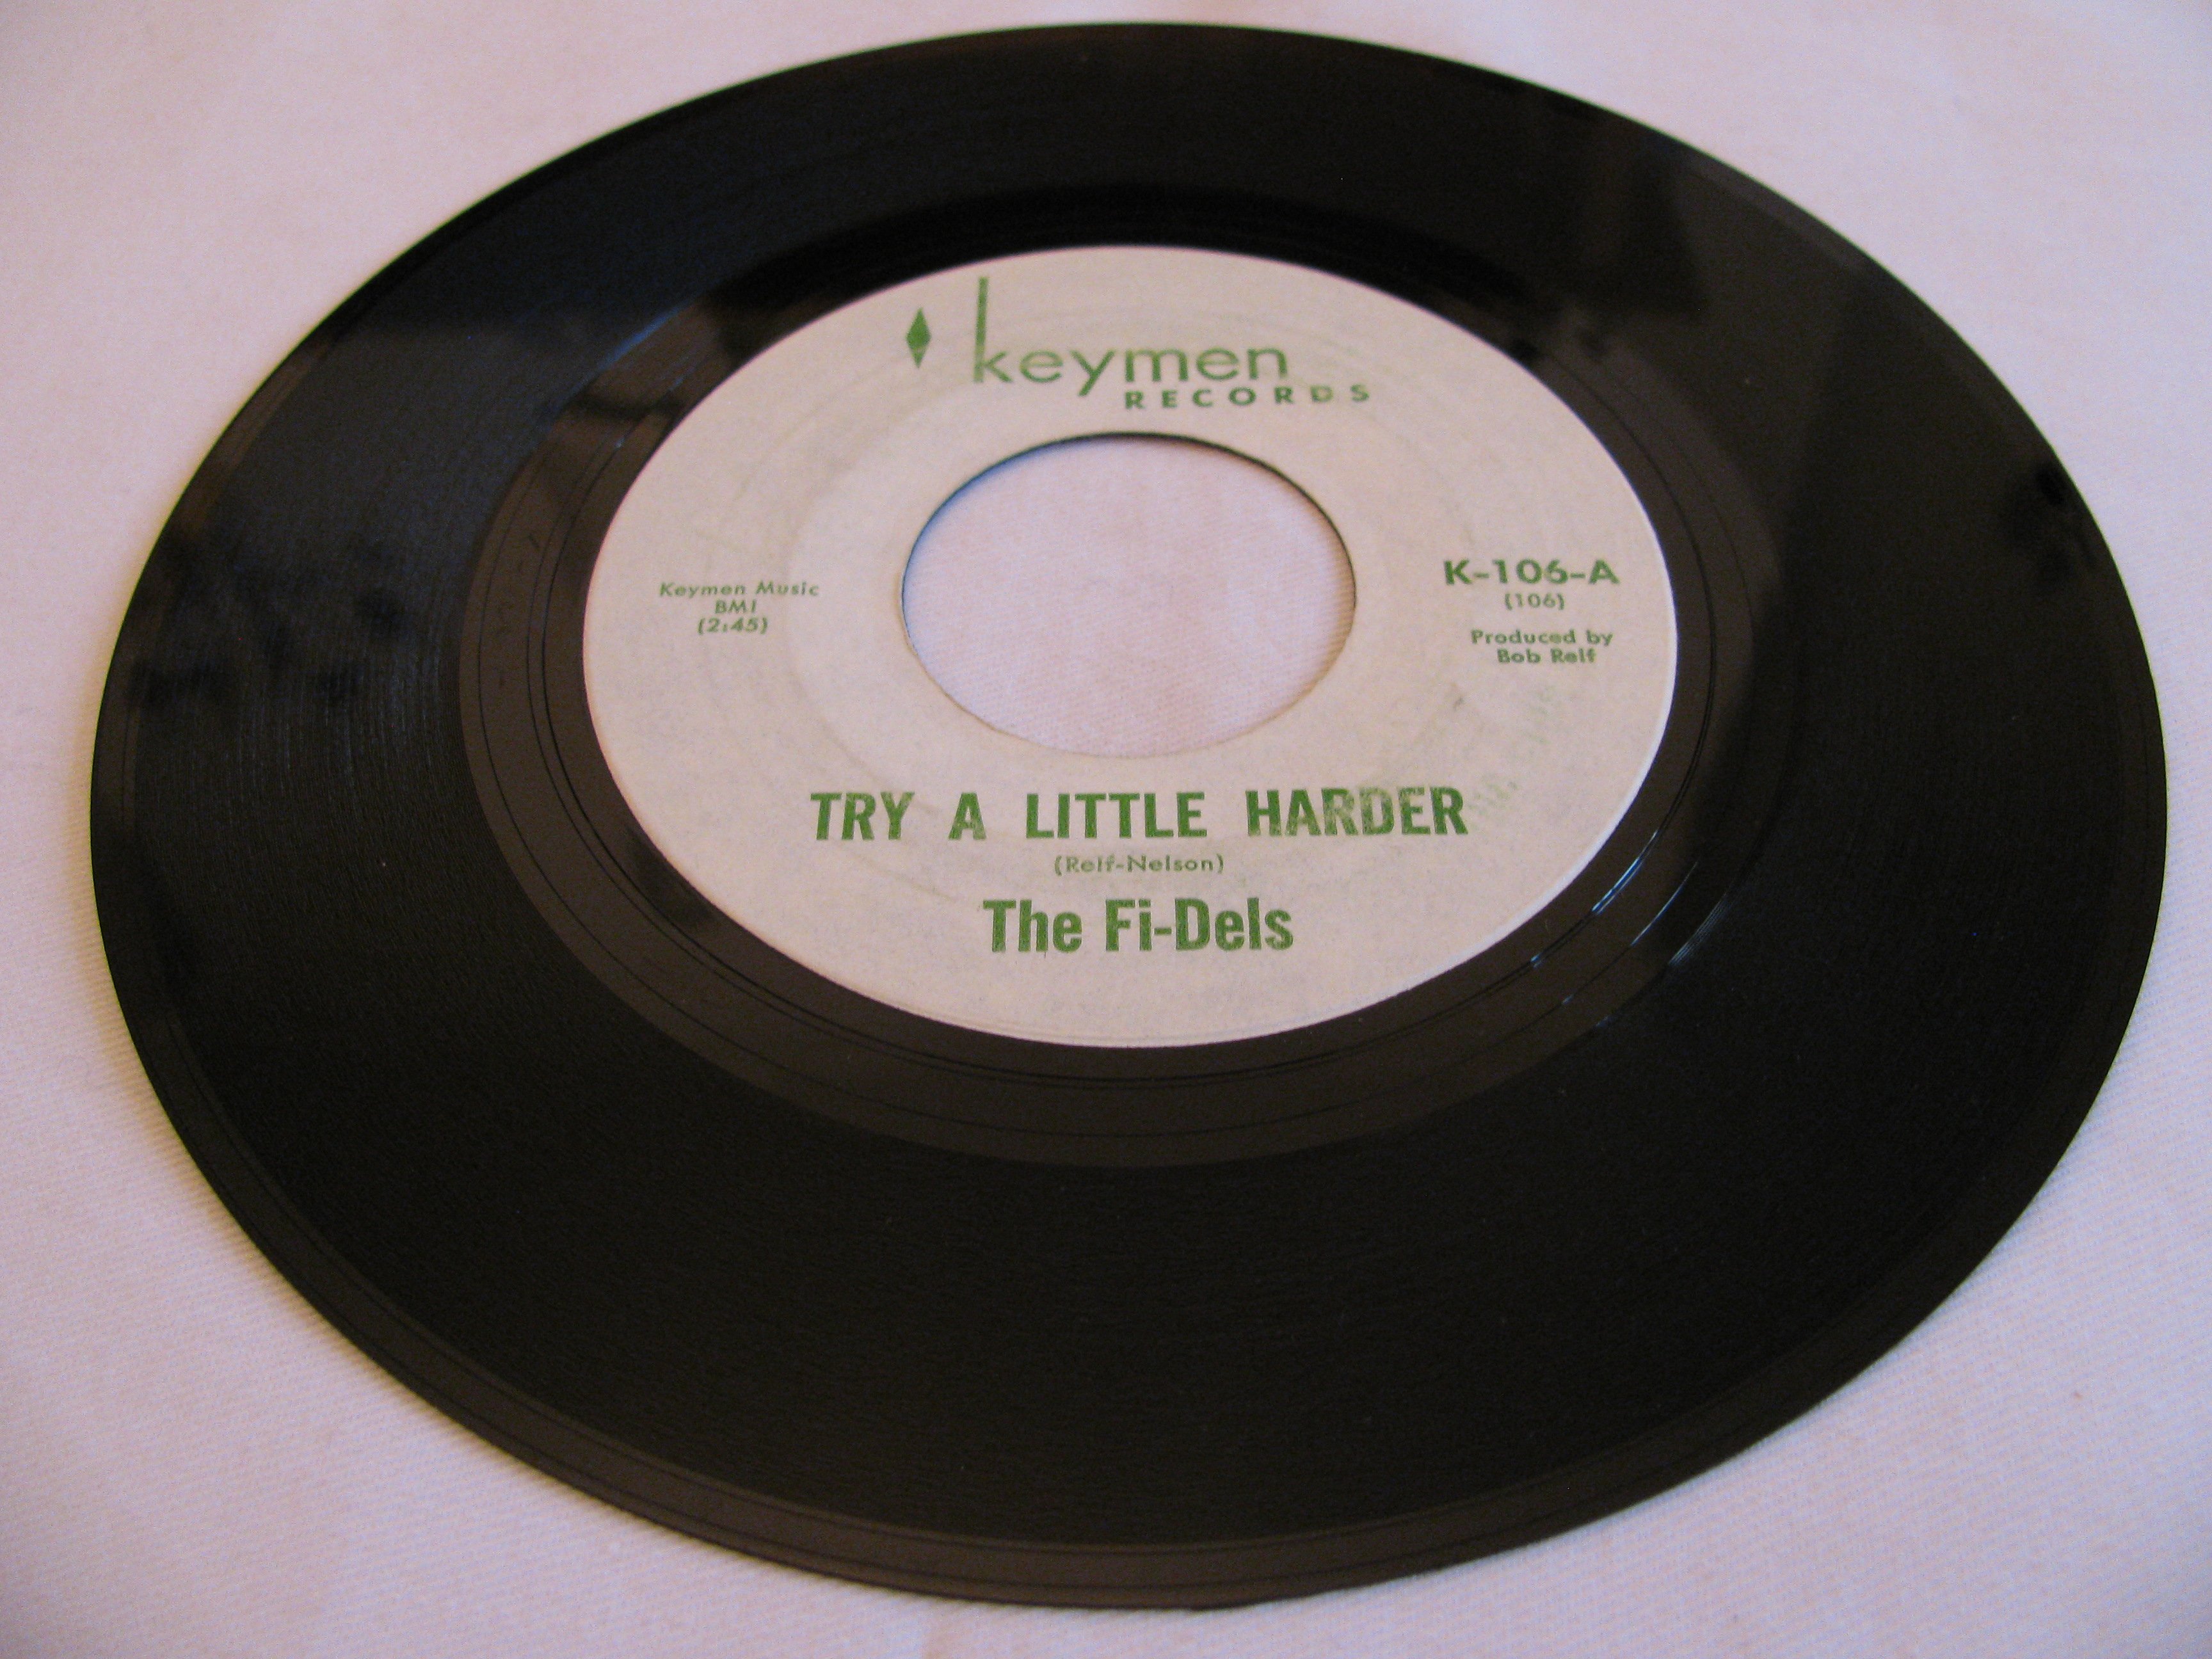 keymen
RECORDS
Keymen Music
BMI
(2:45)
K-106-A
(106)
Produced by
Bob Relf
TRY A LITTLE HARDER
(Relf-Nelson)
The Fi-Dels